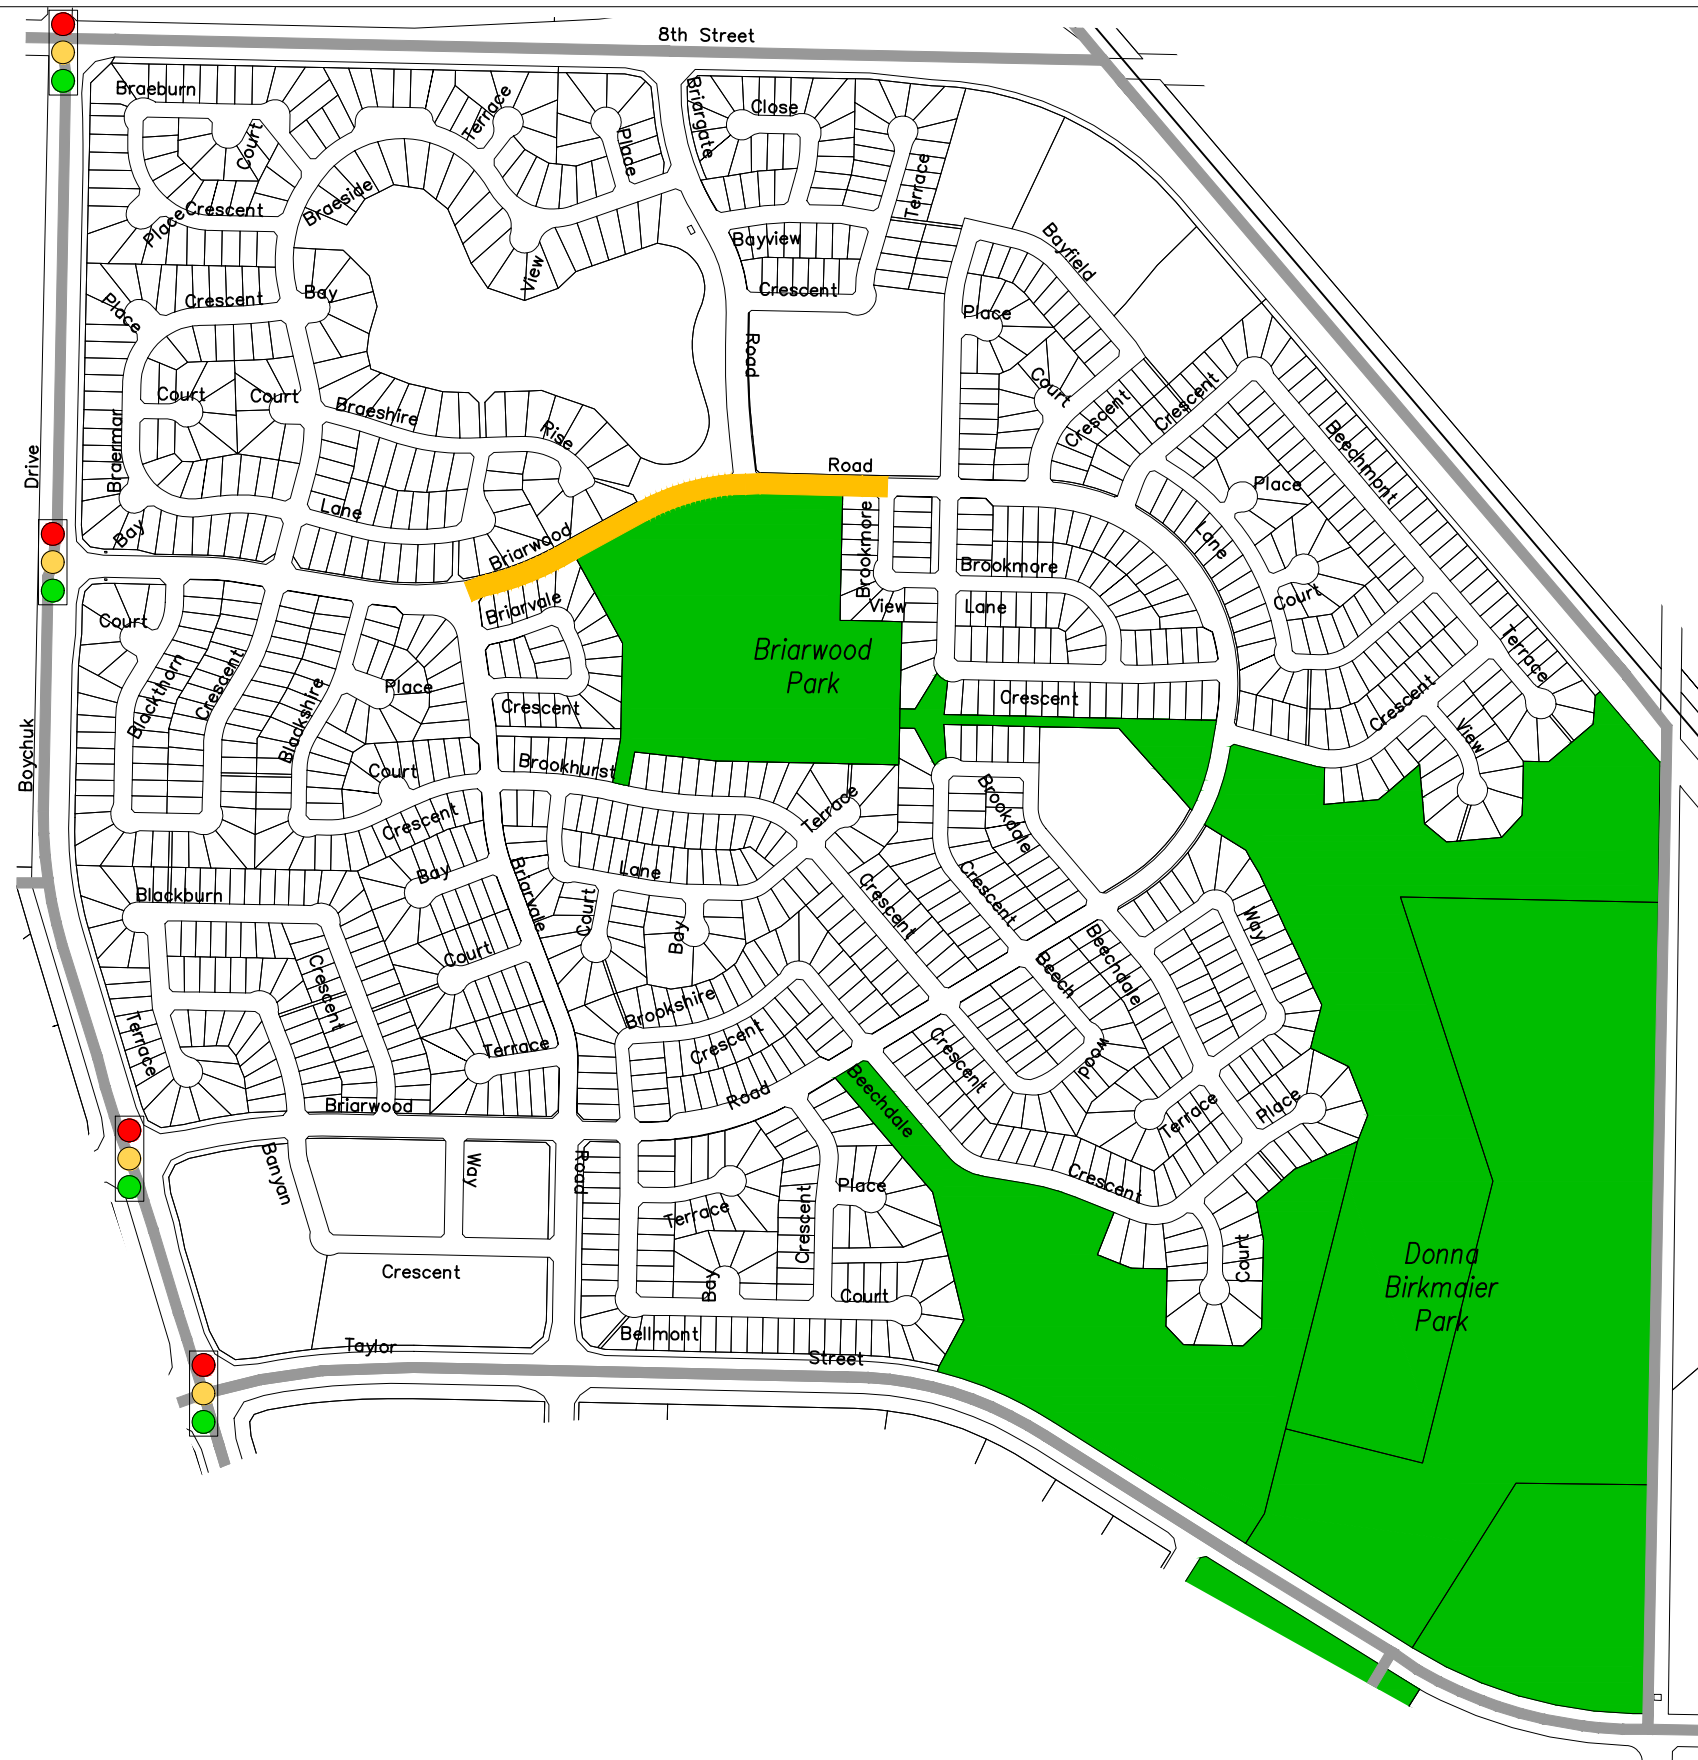 8th Street
Braeburn
Court
Terrace
Place
Briargate
Close
Terrace
Crescent
Place
Braeside
Bayview
Crescent
Bayfield
View
Crescent
Bay
Place
Place
Road
Court
Court
Braeshire
Rise
Court
Crescent
Crescent
Beechmont
Braemar
Drive
Lane
Bay
Road
Place
Briarwood
Brookmore
Lane
Brookmore
View
Lane
Court
Briarvale
Court
Blackthorn
Crescent
Blackshire
Place
Crescent
Briarwood
Park
Crescent
Crescent
Terrace
View
Boychuk
Court
Brookhurst
Crescent
Terrace
Brookdale
Lane
Bay
Briarvale
Blackburn
Court
Bay
Crescent
Crescent
Way
Court
Crescent
Beech
wood
Beechdale
Brookshire
Crescent
Terrace
Terrace
Crescent
Briarwood
Road
Beechdale
Terrace
Place
Banyan
Way
Road
Terrace
Crescent
Place
Crescent
Court
Crescent
Bay
Court
Bellmont
Taylor
Street
Donna
Birkmaier
Park